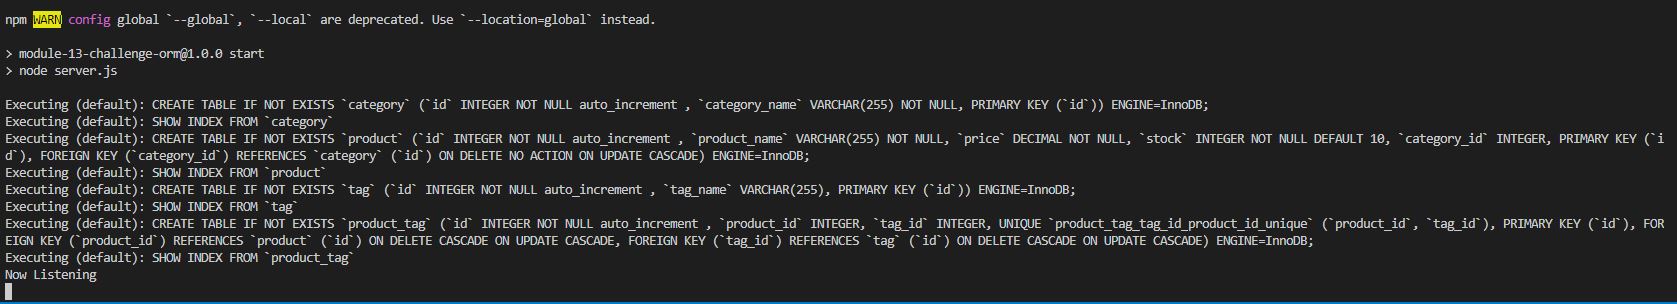 npm WARN config global `--global`, `--local` are deprecated. Use `--location=global` instead.
> module-13-challenge-orm@1.0.0 start
> node server.js
Executing (default): CREATE TABLE IF NOT EXISTS `category` (`id` INTEGER NOT NULL auto_increment , `category_name` VARCHAR(255) NOT NULL, PRIMARY KEY (`id`)) ENGINE=InnoDB;
Executing (default): SHOW INDEX FROM `category`
Executing (default): CREATE TABLE IF NOT EXISTS `product` (`id` INTEGER NOT NULL auto_increment , `product_name` VARCHAR(255) NOT NULL, `price` DECIMAL NOT NULL, `stock` INTEGER NOT NULL DEFAULT 10, `category_id` INTEGER, PRIMARY KEY (`i
d`), FOREIGN KEY (`category_id`) REFERENCES `category` (`id`) ON DELETE NO ACTION ON UPDATE CASCADE) ENGINE=InnoDB;
Executing (default): SHOW INDEX FROM `product`
Executing (default): CREATE TABLE IF NOT EXISTS `tag` (`id` INTEGER NOT NULL auto_increment , `tag_name` VARCHAR(255), PRIMARY KEY (`id`)) ENGINE=InnoDB;
Executing (default): SHOW INDEX FROM `tag`
Executing (default): CREATE TABLE IF NOT EXISTS `product_tag` (`id` INTEGER NOT NULL auto_increment , `product_id` INTEGER, `tag_id` INTEGER, UNIQUE `product_tag_tag_id_product_id_unique` (`product_id`, `tag_id`), PRIMARY KEY (`id`), FOR
EIGN KEY (`product_id`) REFERENCES `product` (`id`) ON DELETE CASCADE ON UPDATE CASCADE, FOREIGN KEY (`tag_id`) REFERENCES `tag` (`id`) ON DELETE CASCADE ON UPDATE CASCADE) ENGINE=InnoDB;
Executing (default): SHOW INDEX FROM `product_tag`
Now Listening